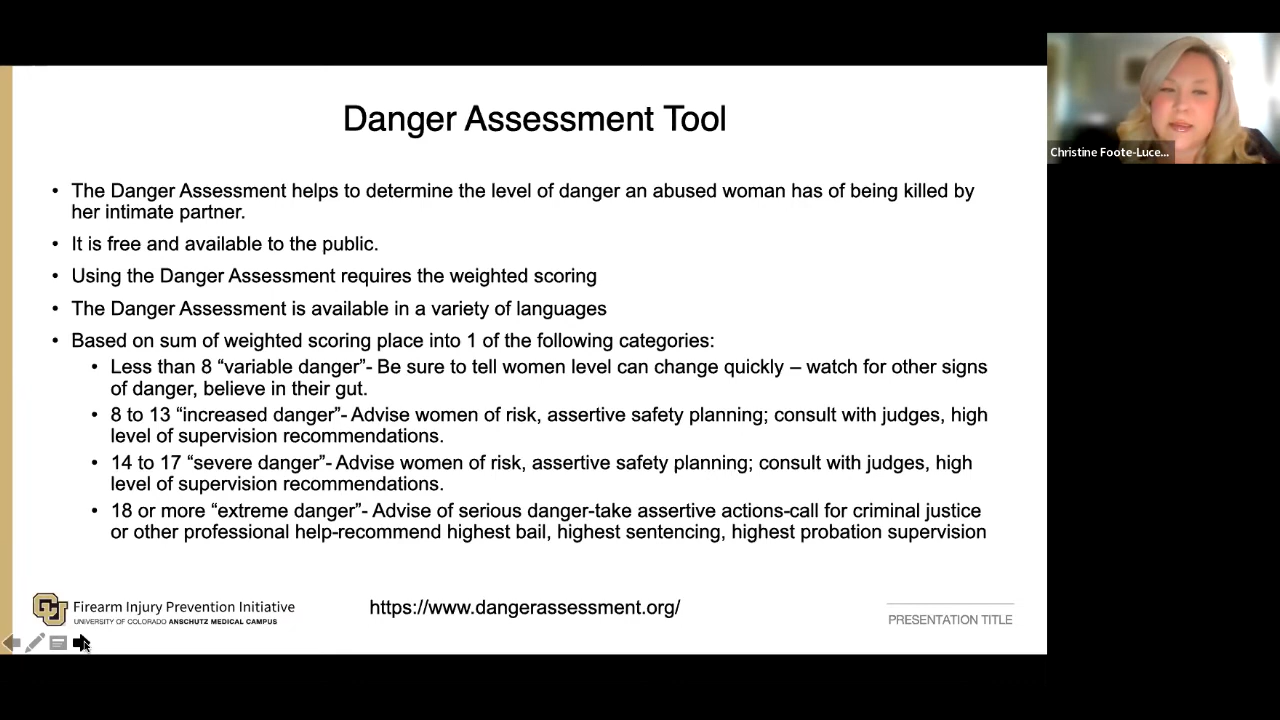 Danger Assessment Tool
• The Danger Assessment helps to determine the level of danger an abused woman has of being killed by
her intimate partner.
• It is free and available to the public.
• Using the Danger Assessment requires the weighted scoring
• The Danger Assessment is available in a variety of languages
• Based on sum of weighted scoring place into 1 of the following categories:
• Less than 8 “variable danger”- Be sure to tell women level can change quickly – watch for other signs
of danger, believe in their gut.
• 8 to 13 “increased danger”- Advise women of risk, assertive safety planning; consult with judges, high
level of supervision recommendations.
• 14 to 17 “severe danger”- Advise women of risk, assertive safety planning; consult with judges, high
level of supervision recommendations.
• 18 or more “extreme danger”- Advise of serious danger-take assertive actions-call for criminal justice
or other professional help-recommend highest bail, highest sentencing, highest probation supervision
CU
Firearm Injury Prevention Initiative
UNIVERSITY OF COLORADO ANSCHUTZ MEDICAL CAMPUS
https://www.dangerassessment.org/
PRESENTATION TITLE
Christine Foote-Luce...